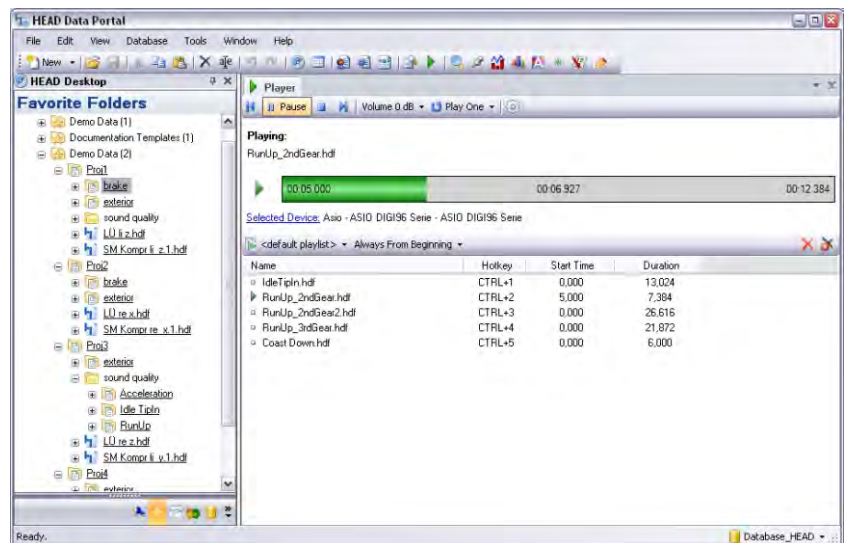 HEAD Data Portal
File Edit View Database Tools Window Help
New
HEAD Desktop
Favorite Folders
Demo Data (1)
Documentation Templates (1)
Demo Data (2)
Proj1
brake
exterior
sound quality
LÜ li z.hdf
SM Kompr li z.1.hdf
Proj2
brake
exterior
LÜ re x.hdf
SM Kompr re x.1.hdf
Proj3
exterior
sound quality
Acceleration
Idle TipIn
RunUp
LÜ re z.hdf
SM Kompr li y.1.hdf
Proj4
exterior
Player
Pause Volume 0 dB Play One
Playing:
RunUp_2ndGear.hdf
00:05.000 00:06.927 00:12.384
Selected Device: Asio - ASIO DIGI96 Serie - ASIO DIGI96 Serie
<default playlist> Always From Beginning
Name Hotkey Start Time Duration
IdleTipIn.hdf CTRL+1 0,000 13,024
RunUp_2ndGear.hdf CTRL+2 5,000 7,384
RunUp_2ndGear2.hdf CTRL+3 0,000 26,616
RunUp_3rdGear.hdf CTRL+4 0,000 21,872
Coast Down.hdf CTRL+5 0,000 6,000
Ready.
Database_HEAD